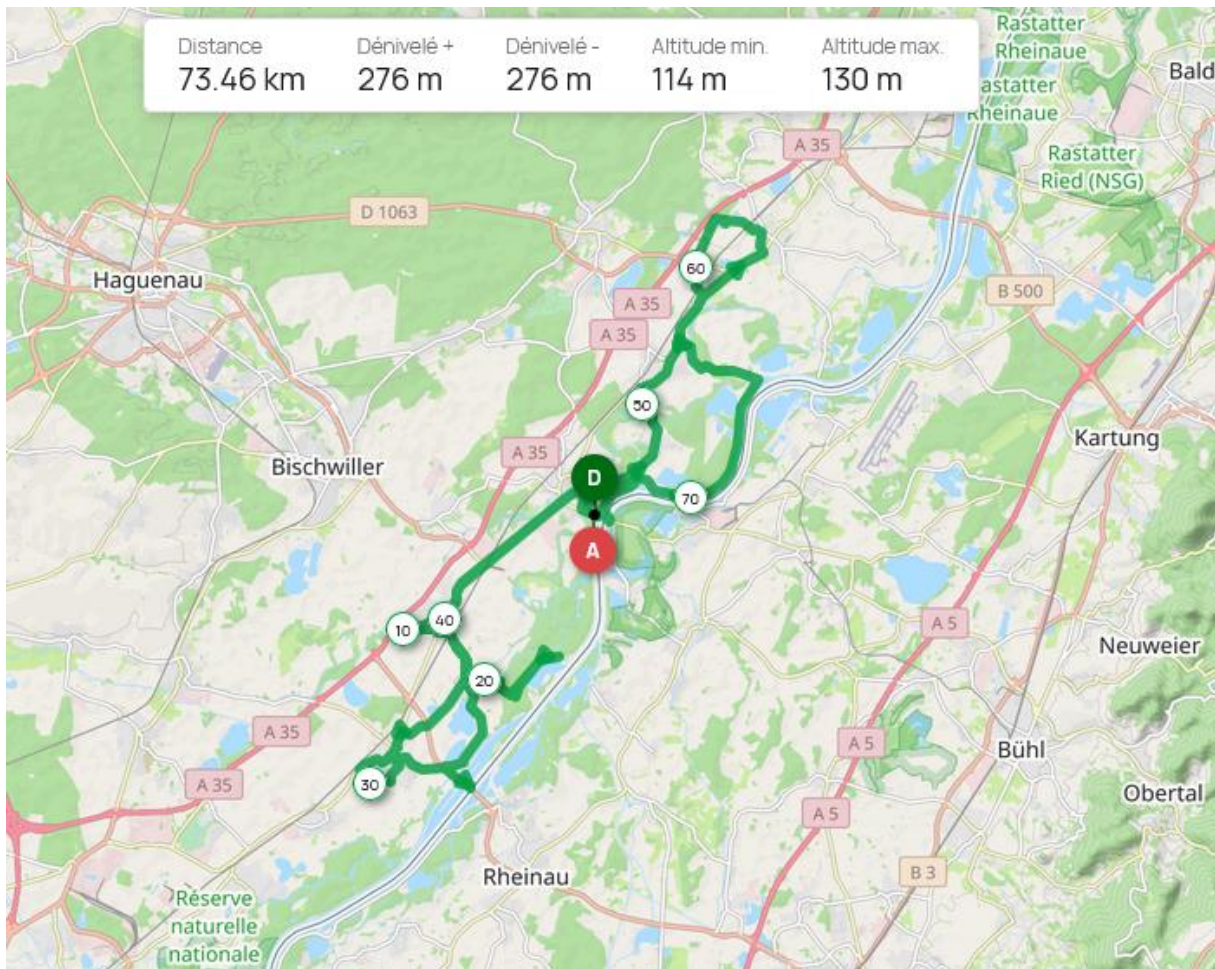 Distance
73.46 km
Dénivelé +
276 m
Dénivelé -
276 m
Altitude min.
114 m
Altitude max.
130 m
Rastatter
Rheinaue
astatter
Rheinaue
Bald
A 35
Rastatter
Ried (NSG)
D 1063
Haguenau
60
B 500
A 35
A 35
50
Kartung
A 35
Bischwiller
D
70
A
10
40
A 5
Neuweier
20
A 35
A 5
Bühl
30
A 35
Obertal
A 5
Rheinau
B 3
Réserve
naturelle
nationale